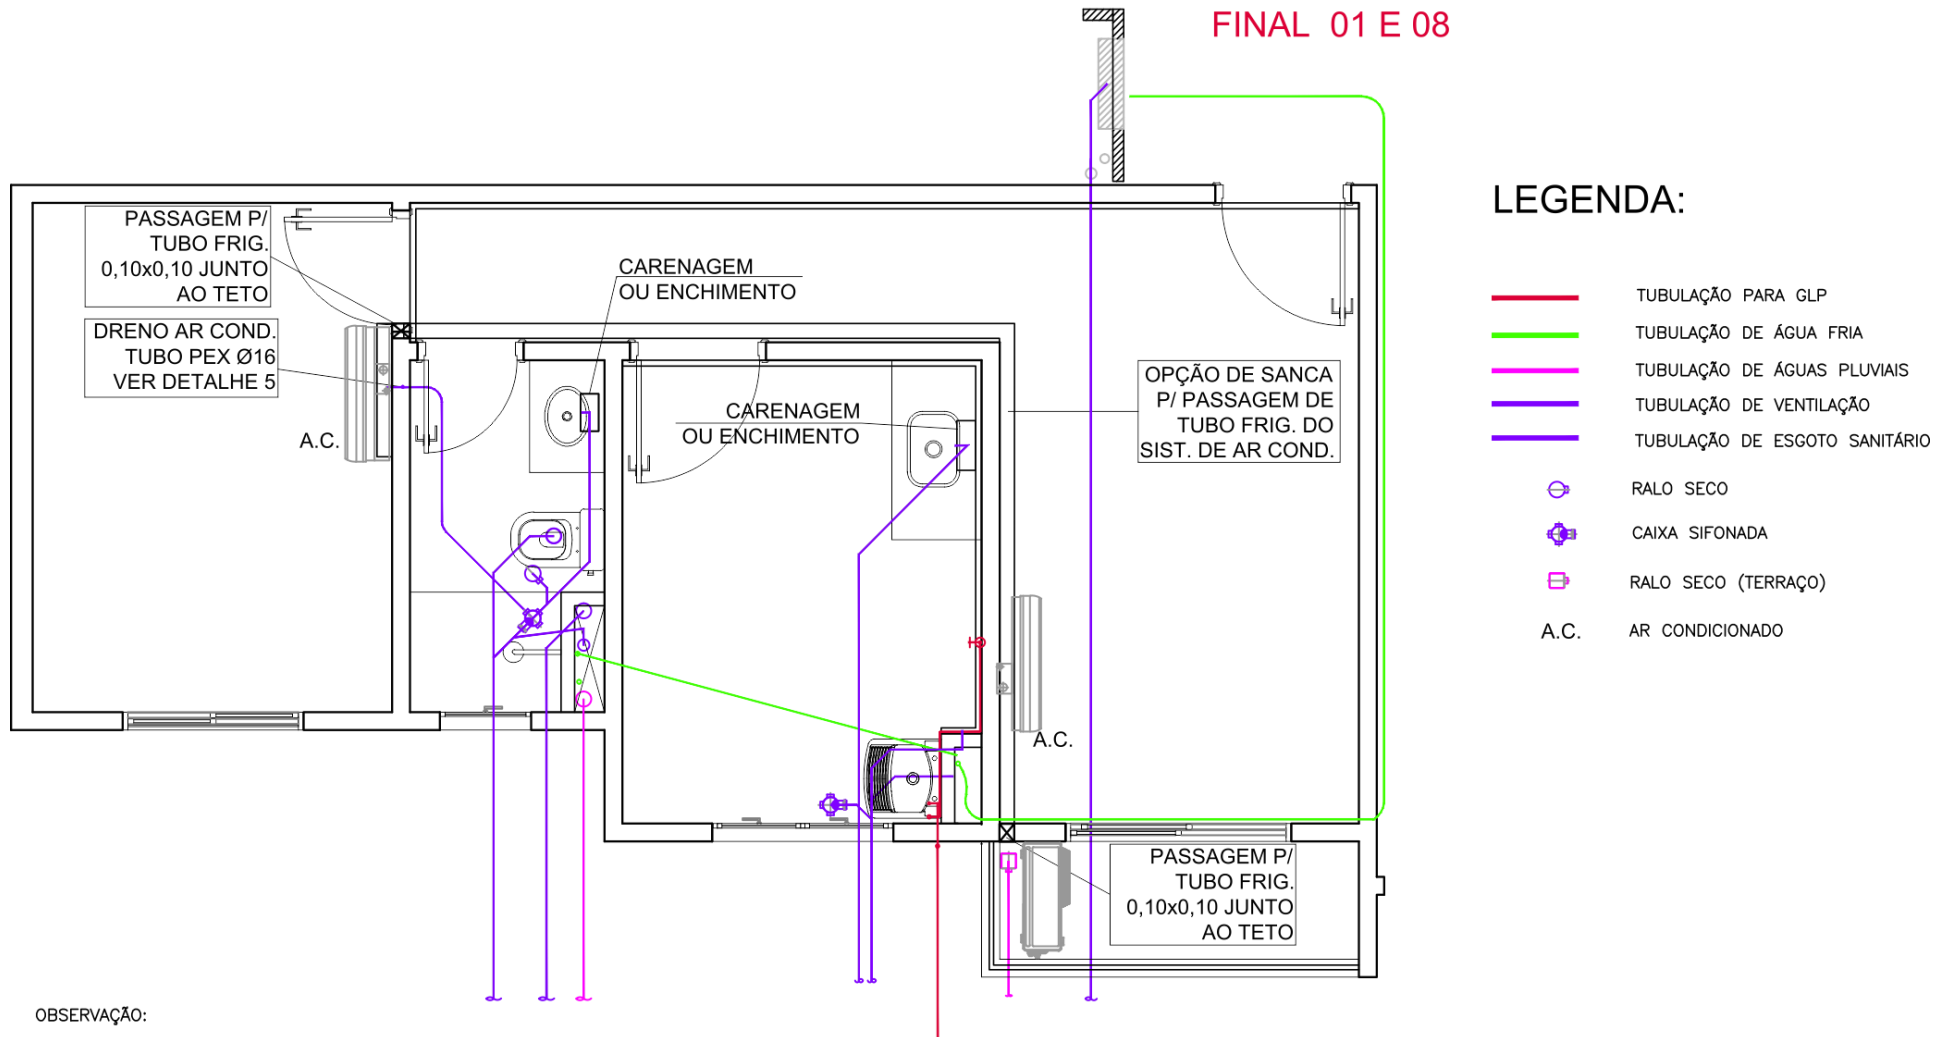 FINAL 01 E 08
PASSAGEM P/
TUBO FRIG.
0,10x0,10 JUNTO
AO TETO
DRENO AR COND.
TUBO PEX Ø16
VER DETALHE 5
A.C.
CARENAGEM
OU ENCHIMENTO
CARENAGEM
OU ENCHIMENTO
OPÇÃO DE SANCA
P/ PASSAGEM DE
TUBO FRIG. DO
SIST. DE AR COND.
A.C.
PASSAGEM P/
TUBO FRIG.
0,10x0,10 JUNTO
AO TETO
LEGENDA:
TUBULAÇÃO PARA GLP
TUBULAÇÃO DE ÁGUA FRIA
TUBULAÇÃO DE ÁGUAS PLUVIAIS
TUBULAÇÃO DE VENTILAÇÃO
TUBULAÇÃO DE ESGOTO SANITÁRIO
RALO SECO
CAIXA SIFONADA
RALO SECO (TERRAÇO)
A.C. AR CONDICIONADO
OBSERVAÇÃO: